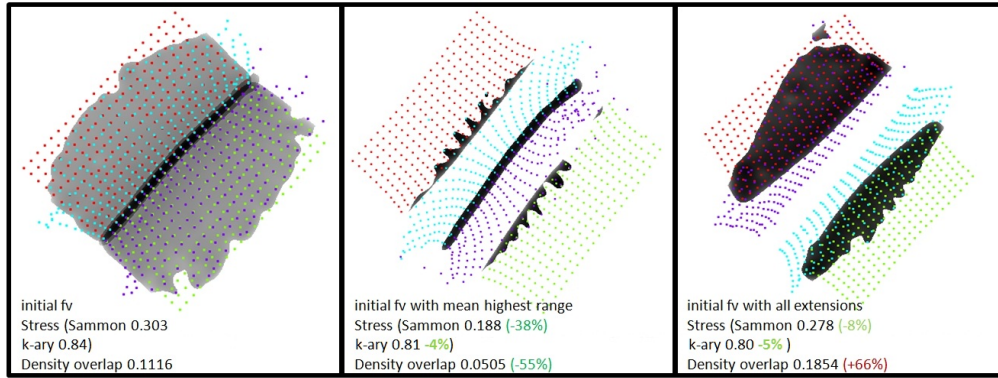 initial fv
Stress (Sammon 0.303
k-ary 0.84)
Density overlap 0.1116
initial fv with mean highest range
Stress (Sammon 0.188 (-38%)
k-ary 0.81 -4%)
Density overlap 0.0505 (-55%)
initial fv with all extensions
Stress (Sammon 0.278 (-8%)
k-ary 0.80 -5% )
Density overlap 0.1854 (+66%)